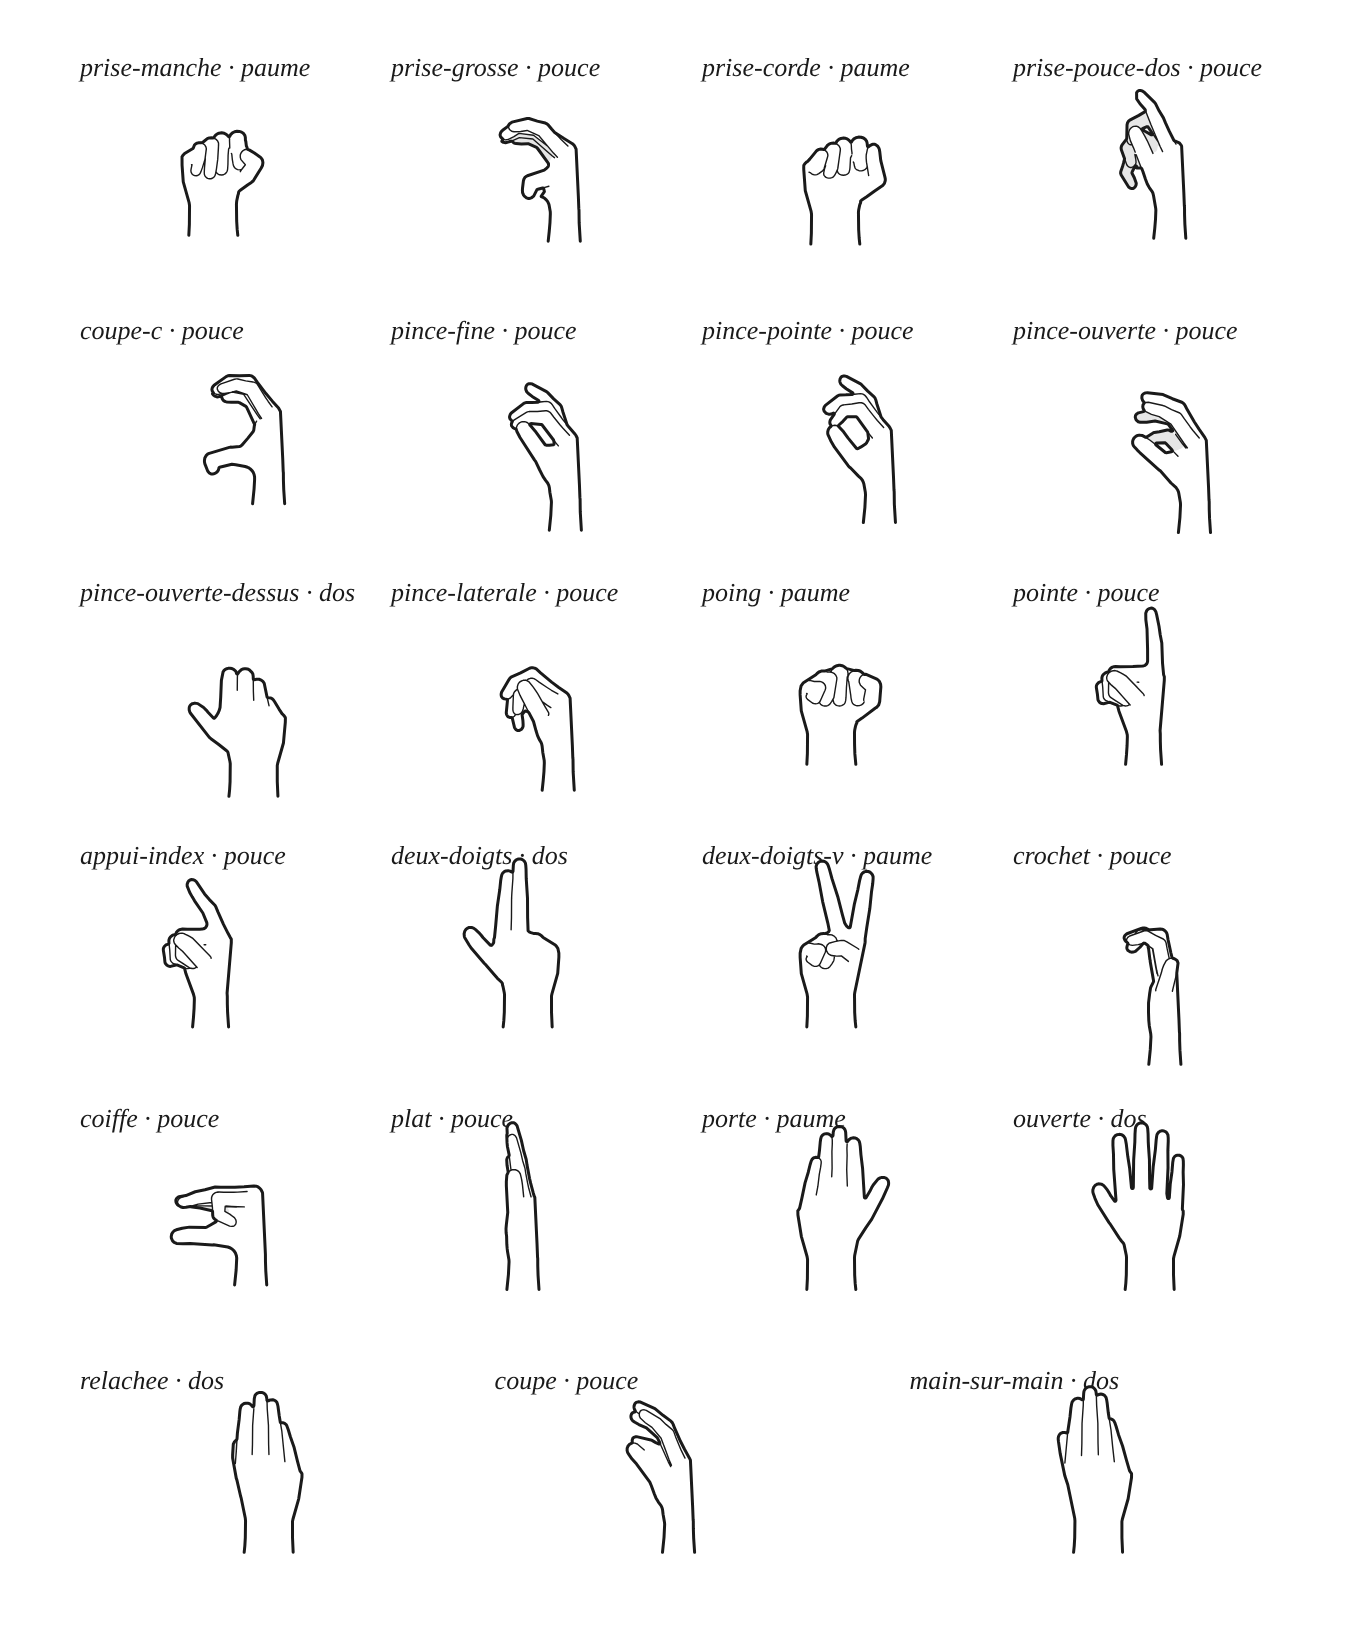 prise-manche · paume
prise-grosse · pouce
prise-corde · paume
prise-pouce-dos · pouce
coupe-c · pouce
pince-fine · pouce
pince-pointe · pouce
pince-ouverte · pouce
pince-ouverte-dessus · dos
pince-laterale · pouce
poing · paume
pointe · pouce
appui-index · pouce
deux-doigts · dos
deux-doigts-v · paume
crochet · pouce
coiffe · pouce
plat · pouce
porte · paume
ouverte · dos
relachee · dos
coupe · pouce
main-sur-main · dos